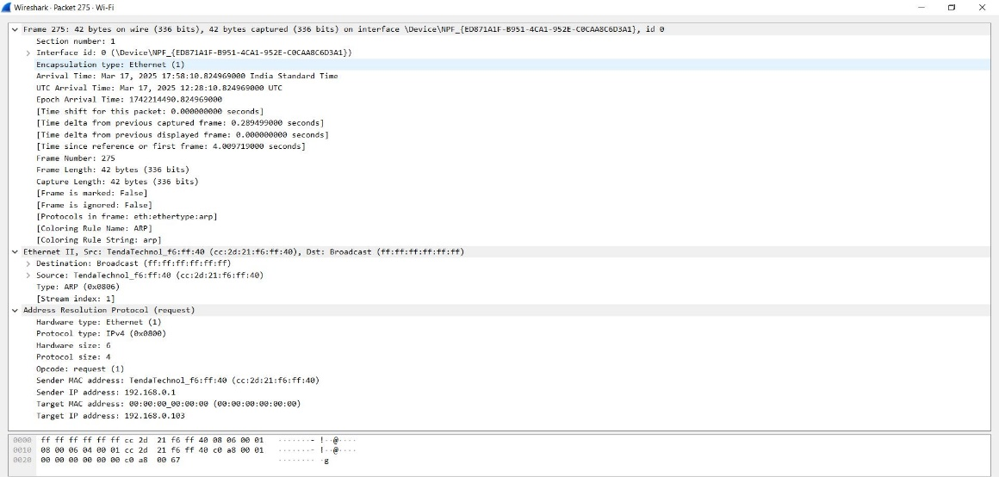 Wireshark · Packet 275 · Wi-Fi
Frame 275: 42 bytes on wire (336 bits), 42 bytes captured (336 bits) on interface \Device\NPF_{ED871A1F-B951-4CA1-952E-C0CAA8C6D3A1}, id 0
Section number: 1
Interface id: 0 (\Device\NPF_{ED871A1F-B951-4CA1-952E-C0CAA8C6D3A1})
Encapsulation type: Ethernet (1)
Arrival Time: Mar 17, 2025 17:58:10.824969000 India Standard Time
UTC Arrival Time: Mar 17, 2025 12:28:10.824969000 UTC
Epoch Arrival Time: 1742214490.824969000
[Time shift for this packet: 0.000000000 seconds]
[Time delta from previous captured frame: 0.289499000 seconds]
[Time delta from previous displayed frame: 0.000000000 seconds]
[Time since reference or first frame: 4.009719000 seconds]
Frame Number: 275
Frame Length: 42 bytes (336 bits)
Capture Length: 42 bytes (336 bits)
[Frame is marked: False]
[Frame is ignored: False]
[Protocols in frame: eth:ethertype:arp]
[Coloring Rule Name: ARP]
[Coloring Rule String: arp]
Ethernet II, Src: TendaTechnol_f6:ff:40 (cc:2d:21:f6:ff:40), Dst: Broadcast (ff:ff:ff:ff:ff:ff)
Destination: Broadcast (ff:ff:ff:ff:ff:ff)
Source: TendaTechnol_f6:ff:40 (cc:2d:21:f6:ff:40)
Type: ARP (0x0806)
[Stream index: 1]
Address Resolution Protocol (request)
Hardware type: Ethernet (1)
Protocol type: IPv4 (0x0800)
Hardware size: 6
Protocol size: 4
Opcode: request (1)
Sender MAC address: TendaTechnol_f6:ff:40 (cc:2d:21:f6:ff:40)
Sender IP address: 192.168.0.1
Target MAC address: 00:00:00_00:00:00 (00:00:00:00:00:00)
Target IP address: 192.168.0.103
0000 ff ff ff ff ff ff cc 2d 21 f6 ff 40 08 06 00 01 ·······- !··@····
0010 08 00 06 04 00 01 cc 2d 21 f6 ff 40 c0 a8 00 01 ·······- !··@····
0020 00 00 00 00 00 00 c0 a8 00 67 ········ ·g